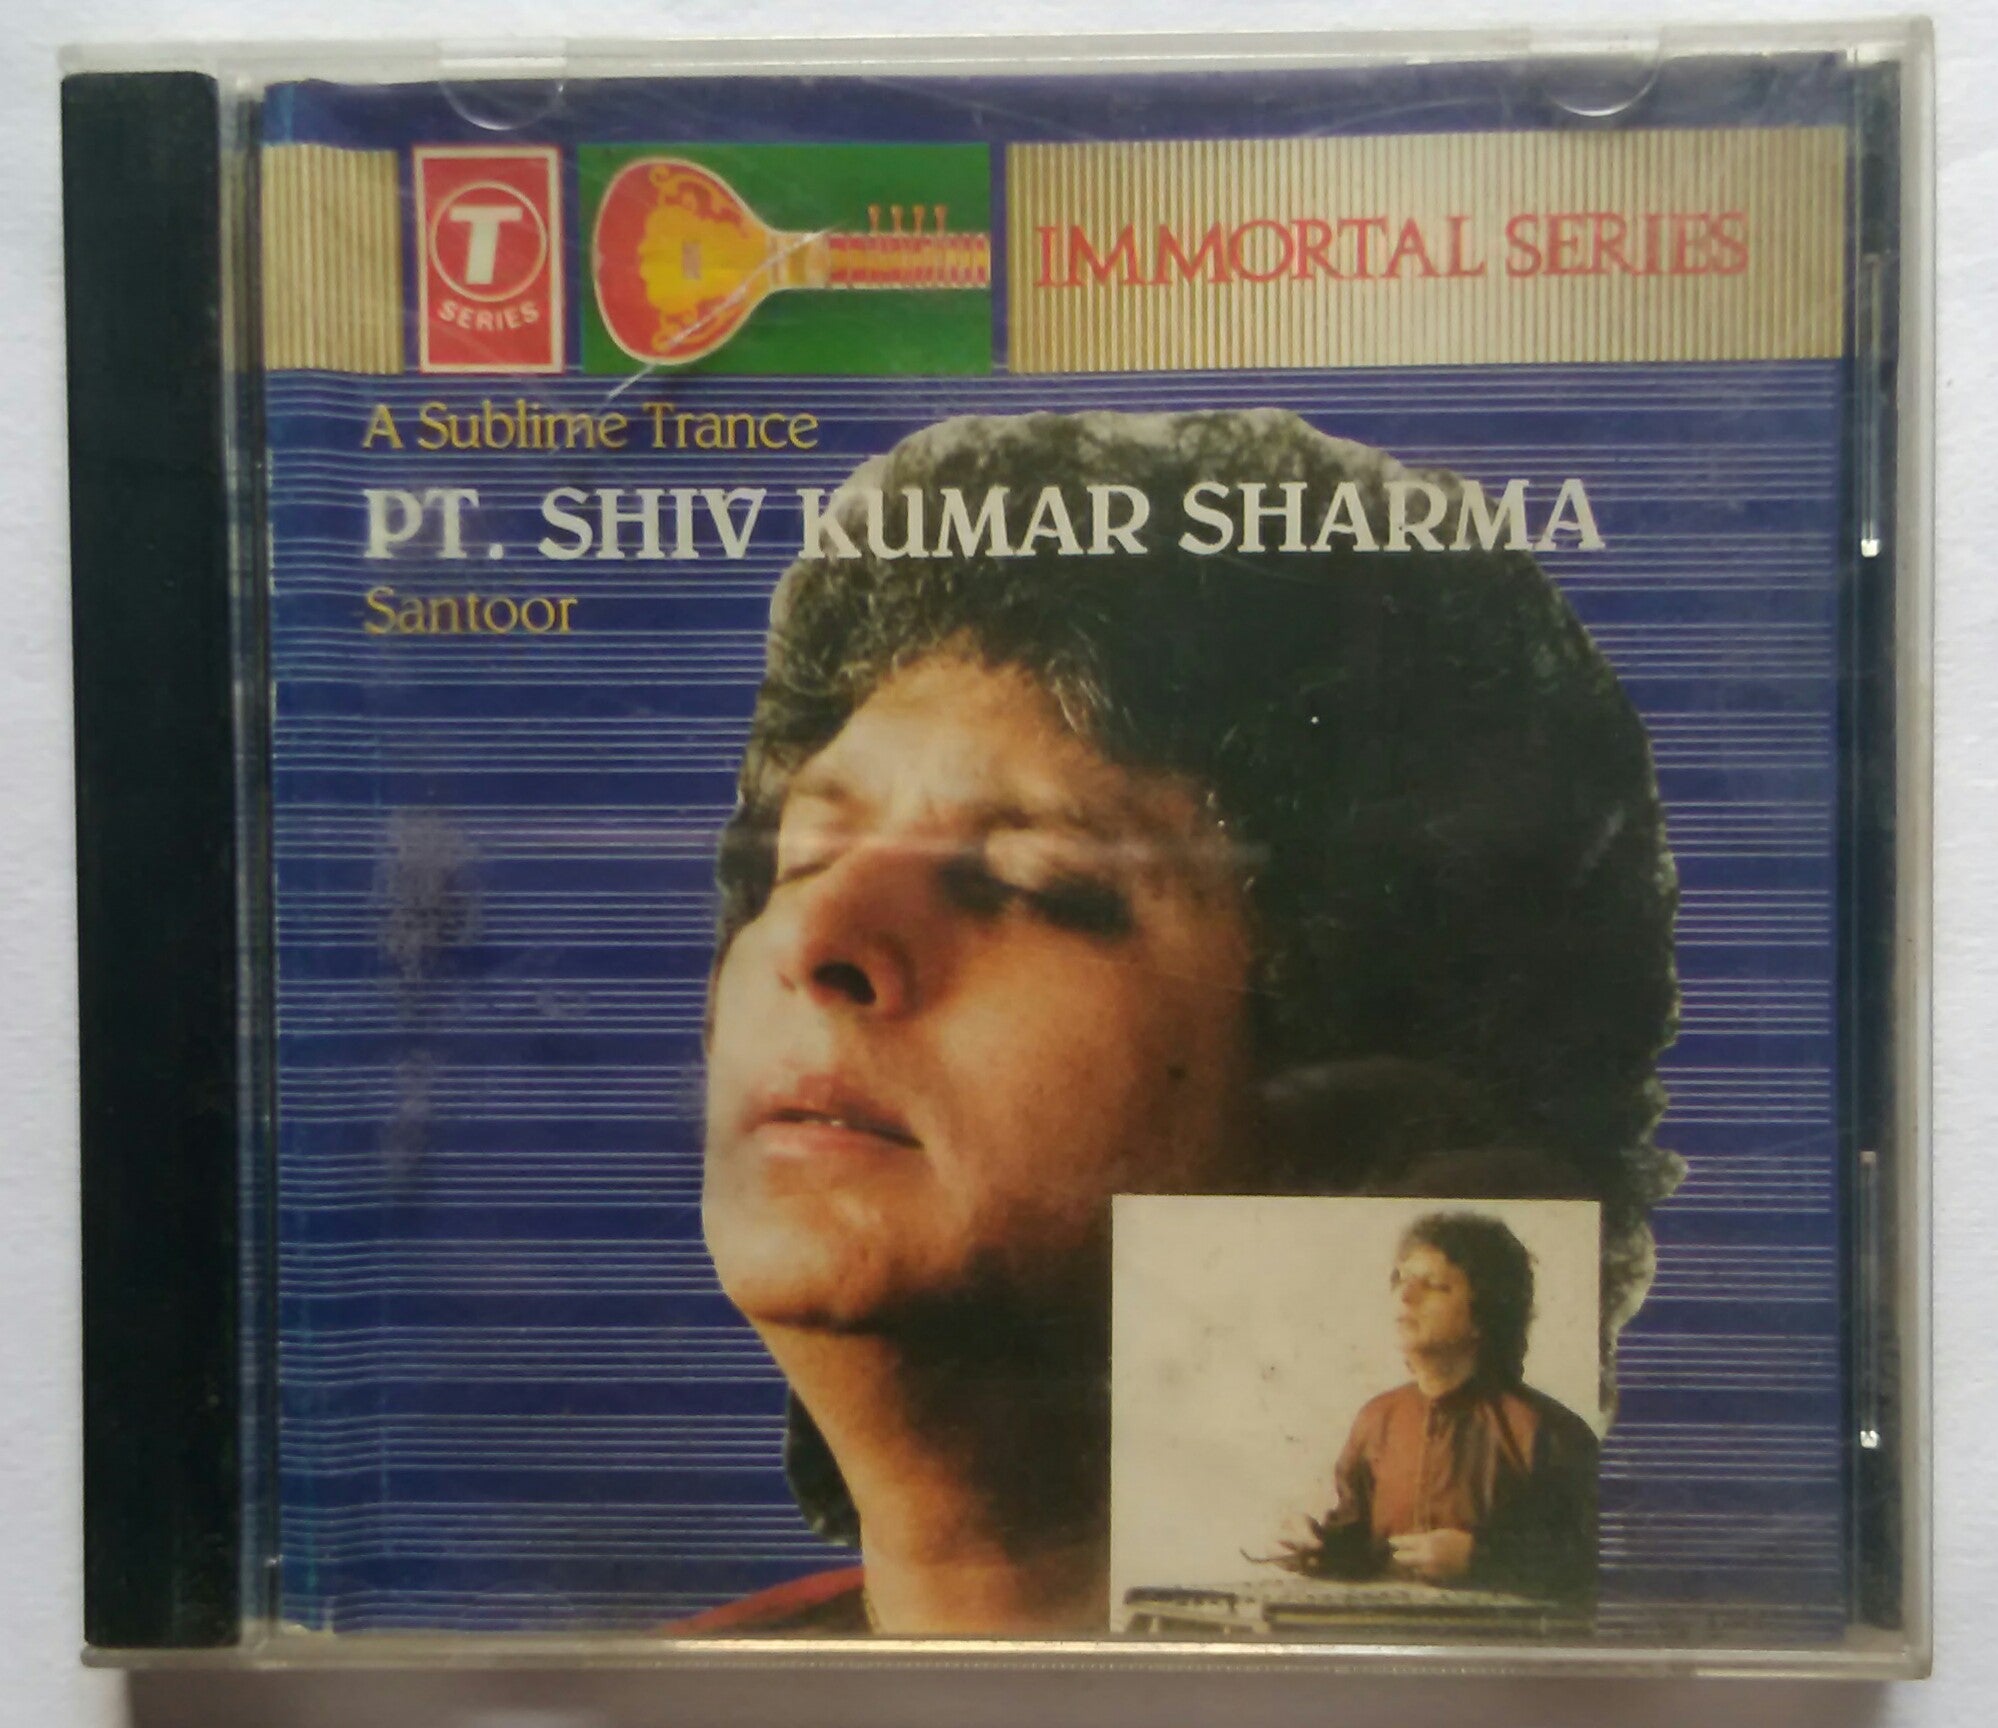 T
SERIES
IMMORTAL SERIES
A Sublime Trance
PT. SHIV KUMAR SHARMA
Santoor